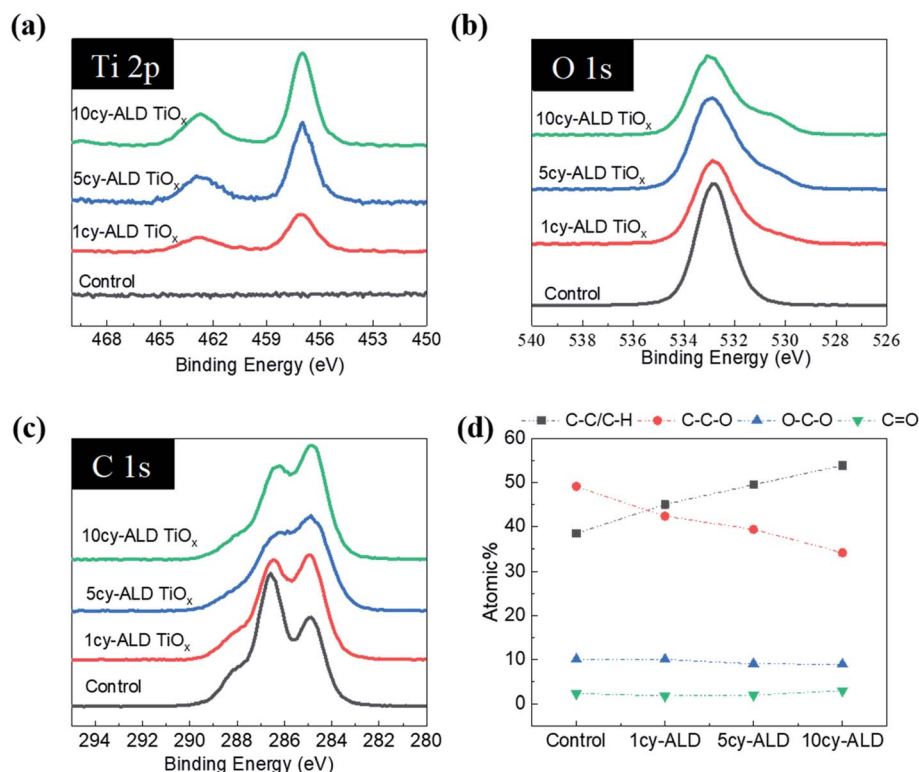 (a)
Ti 2p
10cy-ALD TiOx
5cy-ALD TiOx
1cy-ALD TiOx
Control
468 465 462 459 456 453 450
Binding Energy (eV)
(b)
O 1s
10cy-ALD TiOx
5cy-ALD TiOx
1cy-ALD TiOx
Control
540 538 536 534 532 530 528 526
Binding Energy (eV)
(c)
C 1s
10cy-ALD TiOx
5cy-ALD TiOx
1cy-ALD TiOx
Control
294 292 290 288 286 284 282 280
Binding Energy (eV)
C-C/C-H C-C-O O-C-O C=O
(d)
60
50
40
30
20
10
0
Atomic%
Control 1cy-ALD 5cy-ALD 10cy-ALD